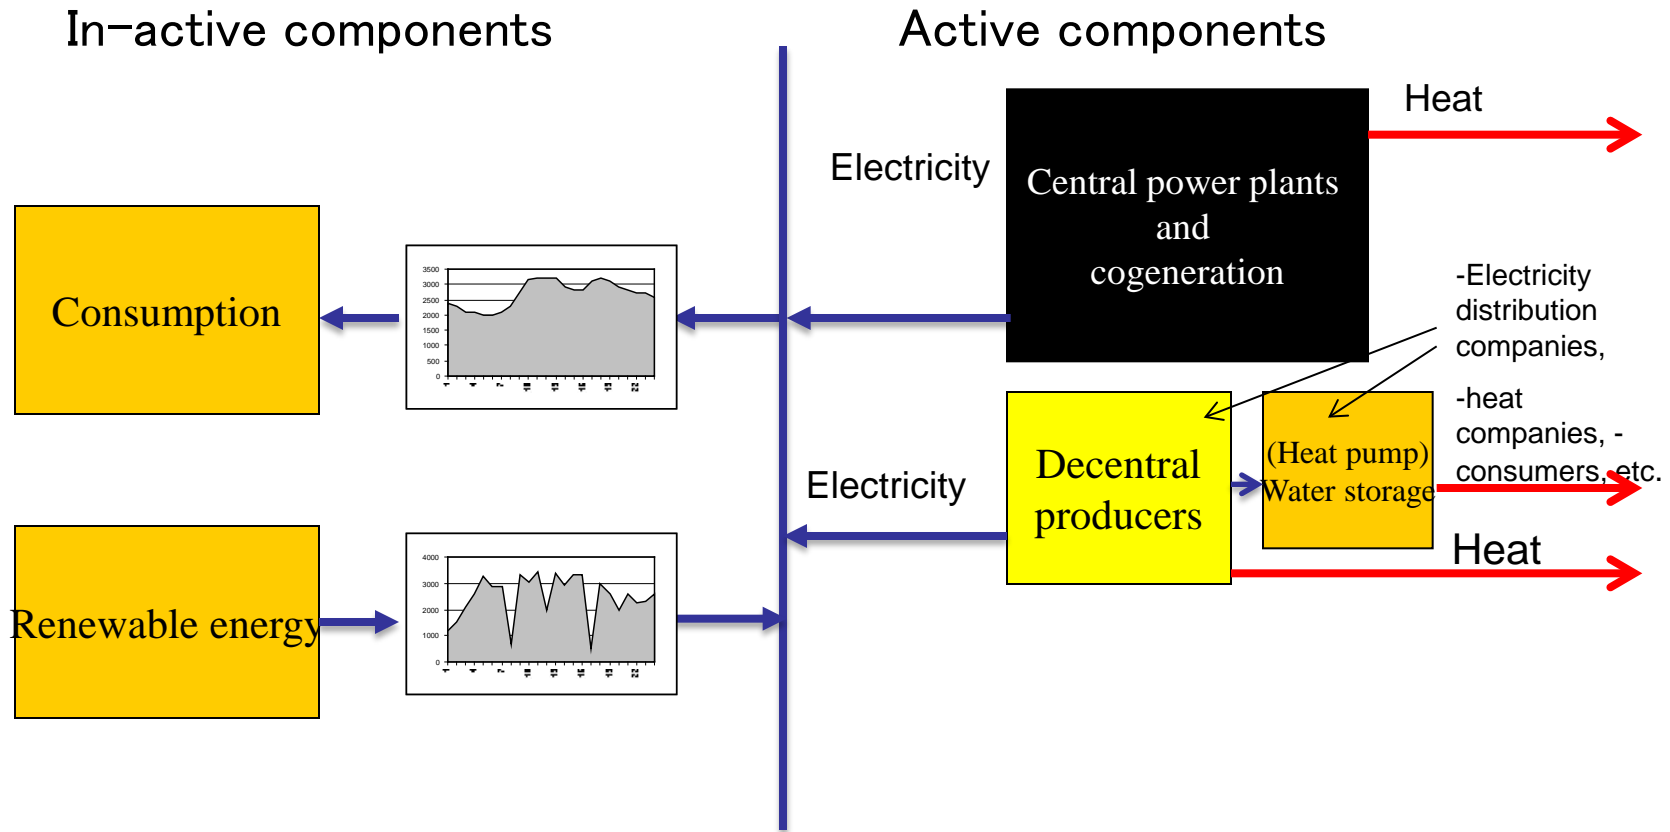 In-active components
Active components
Heat
Electricity
Central power plants
and
cogeneration
Consumption
3500
3000
2500
2000
1500
1000
500
0
-Electricity
distribution
companies,
-heat
companies, -
consumers, etc.
Decentral
producers
(Heat pump)
Water storage
Electricity
Heat
Renewable energy
4000
3000
2000
1000
0